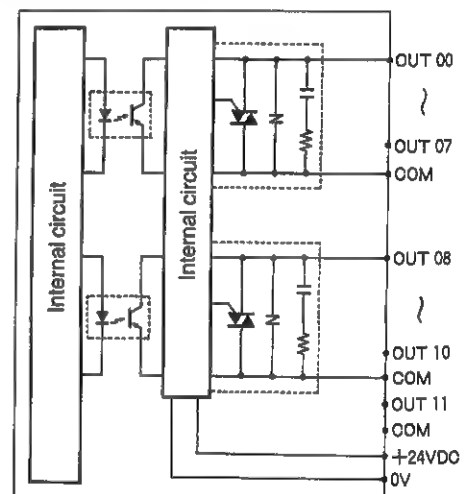 Internal circuit
Internal circuit
OUT 00
~
OUT 07
COM
OUT 08
~
OUT 10
COM
OUT 11
COM
+24VDC
0V